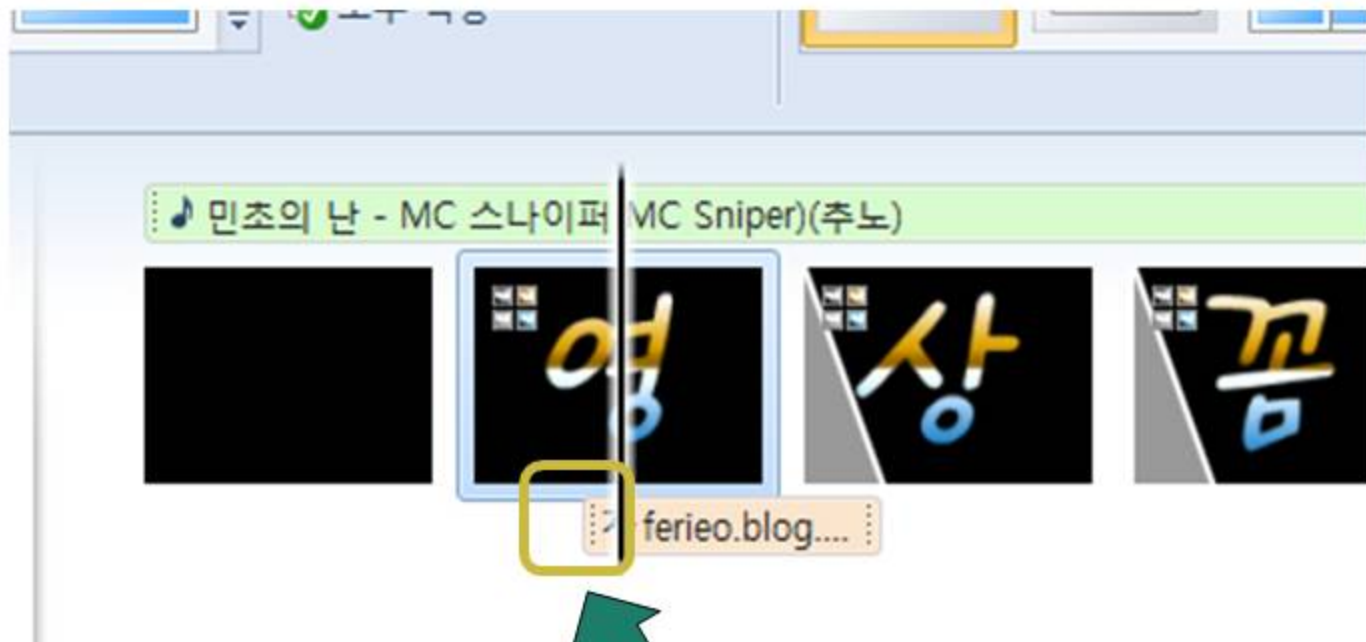 민초의 난 - MC 스나이퍼(MC Sniper)(추노)
영 상 꼼
ferieo.blog....